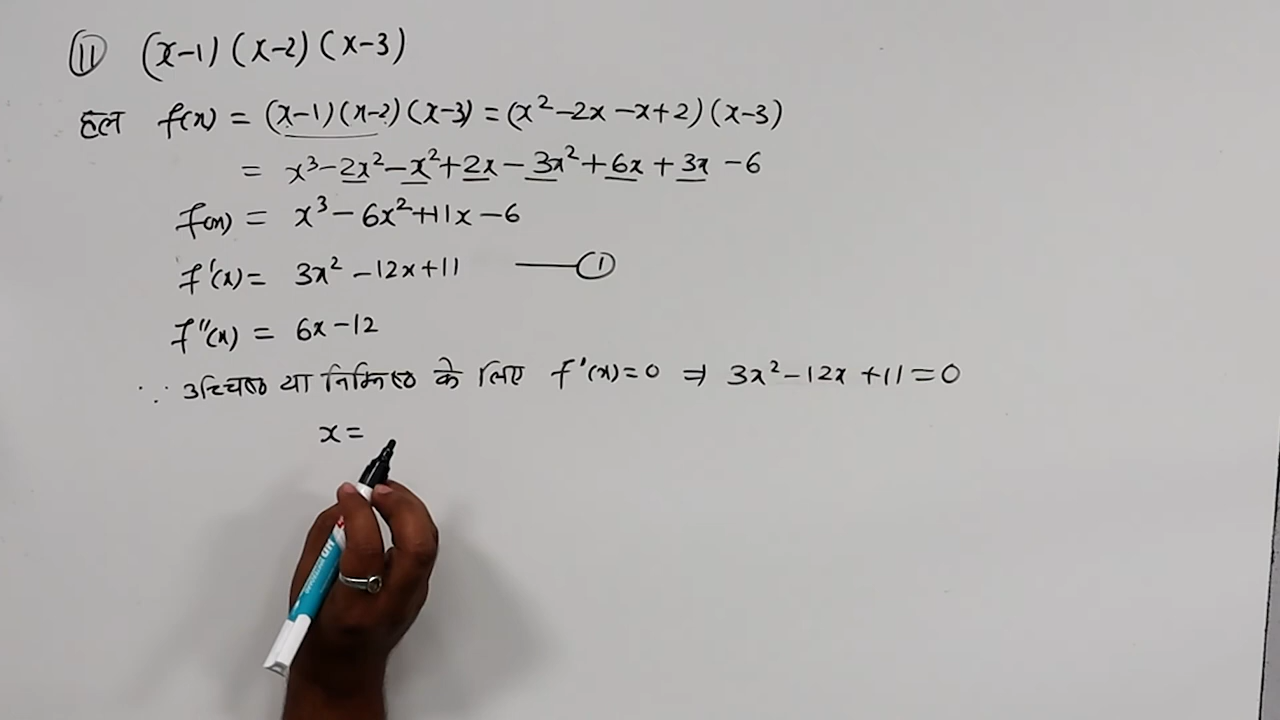 ⑪ (x-1)(x-2)(x-3)
हल f(x) = (x-1)(x-2)(x-3) = (x²-2x-x+2)(x-3)
= x³-2x²-x²+2x-3x²+6x+3x-6
f(x) = x³-6x²+11x-6
f'(x) = 3x²-12x+11 ——①
f''(x) = 6x-12
∵ उच्चिष्ठ या निम्निष्ठ के लिए f'(x)=0 ⇒ 3x²-12x+11=0
x=